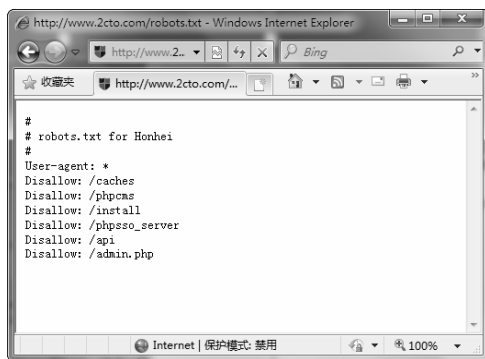 http://www.2cto.com/robots.txt - Windows Internet Explorer
http://www.2.. Bing
收藏夹 http://www.2cto.com/...
#
# robots.txt for Honhei
#
User-agent: *
Disallow: /caches
Disallow: /phpcms
Disallow: /install
Disallow: /phpsso_server
Disallow: /api
Disallow: /admin.php
Internet | 保护模式: 禁用 100%